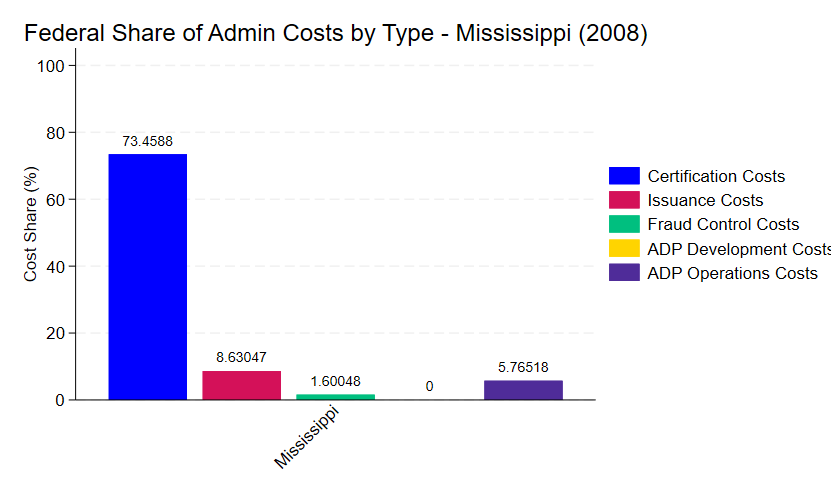 Federal Share of Admin Costs by Type - Mississippi (2008)
Cost Share (%)
100
80
60
40
20
0
73.4588
8.63047
1.60048
0
5.76518
Mississippi
Certification Costs
Issuance Costs
Fraud Control Costs
ADP Development Costs
ADP Operations Costs